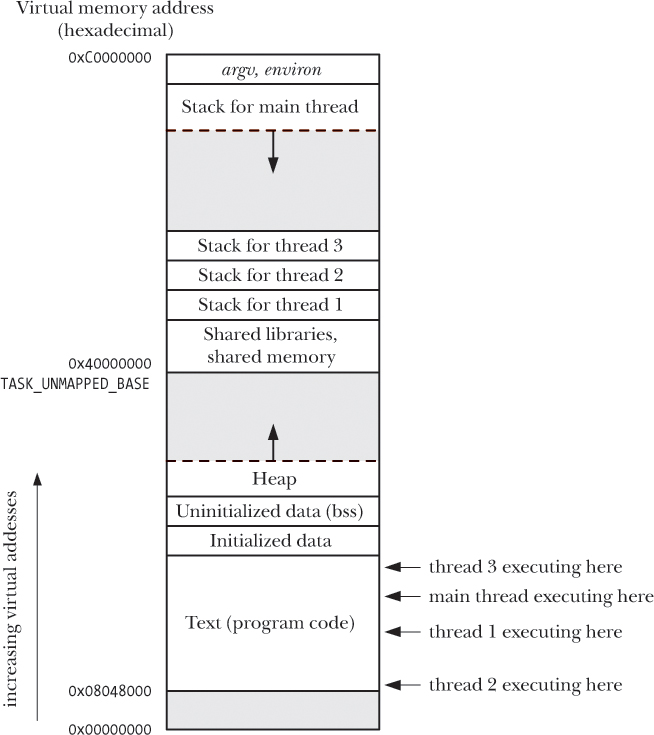 Virtual memory address
(hexadecimal)
0xC0000000
argv, environ
Stack for main thread
Stack for thread 3
Stack for thread 2
Stack for thread 1
Shared libraries,
shared memory
0x40000000
TASK_UNMAPPED_BASE
Heap
Uninitialized data (bss)
Initialized data
thread 3 executing here
main thread executing here
Text (program code)
thread 1 executing here
thread 2 executing here
0x08048000
0x00000000
increasing virtual addesses